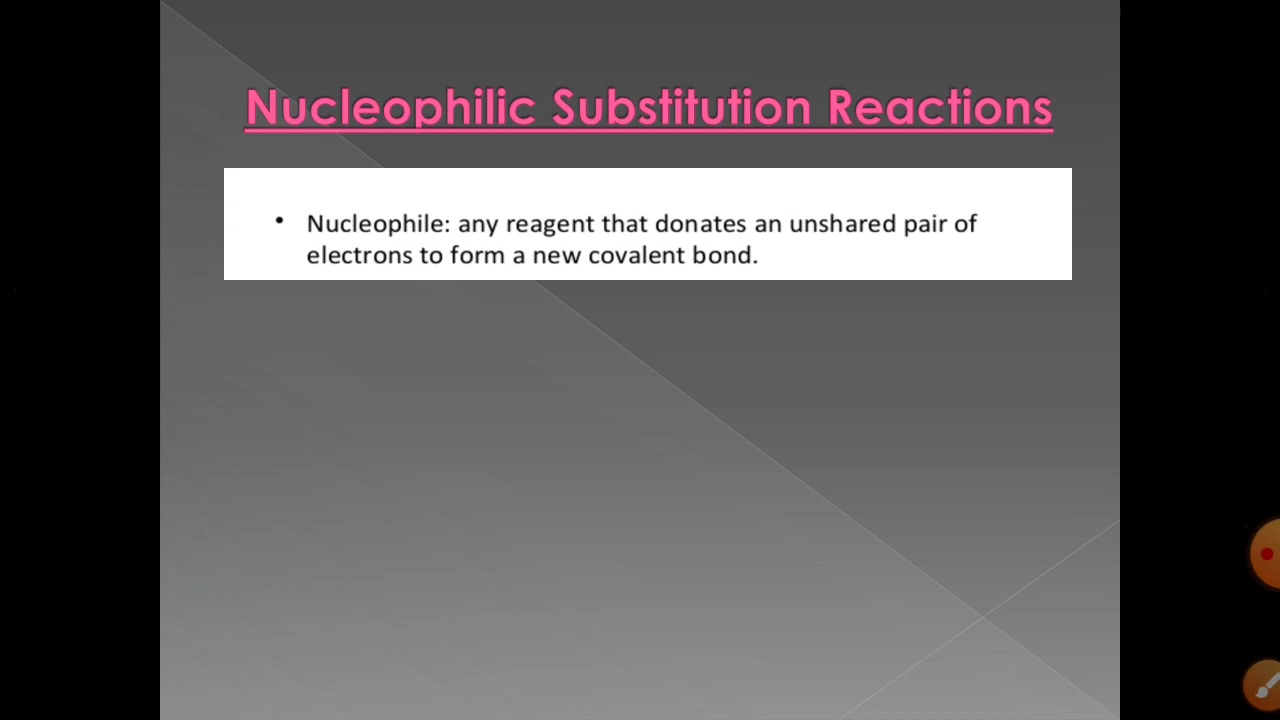 Nucleophilic Substitution Reactions
• Nucleophile: any reagent that donates an unshared pair of
electrons to form a new covalent bond.